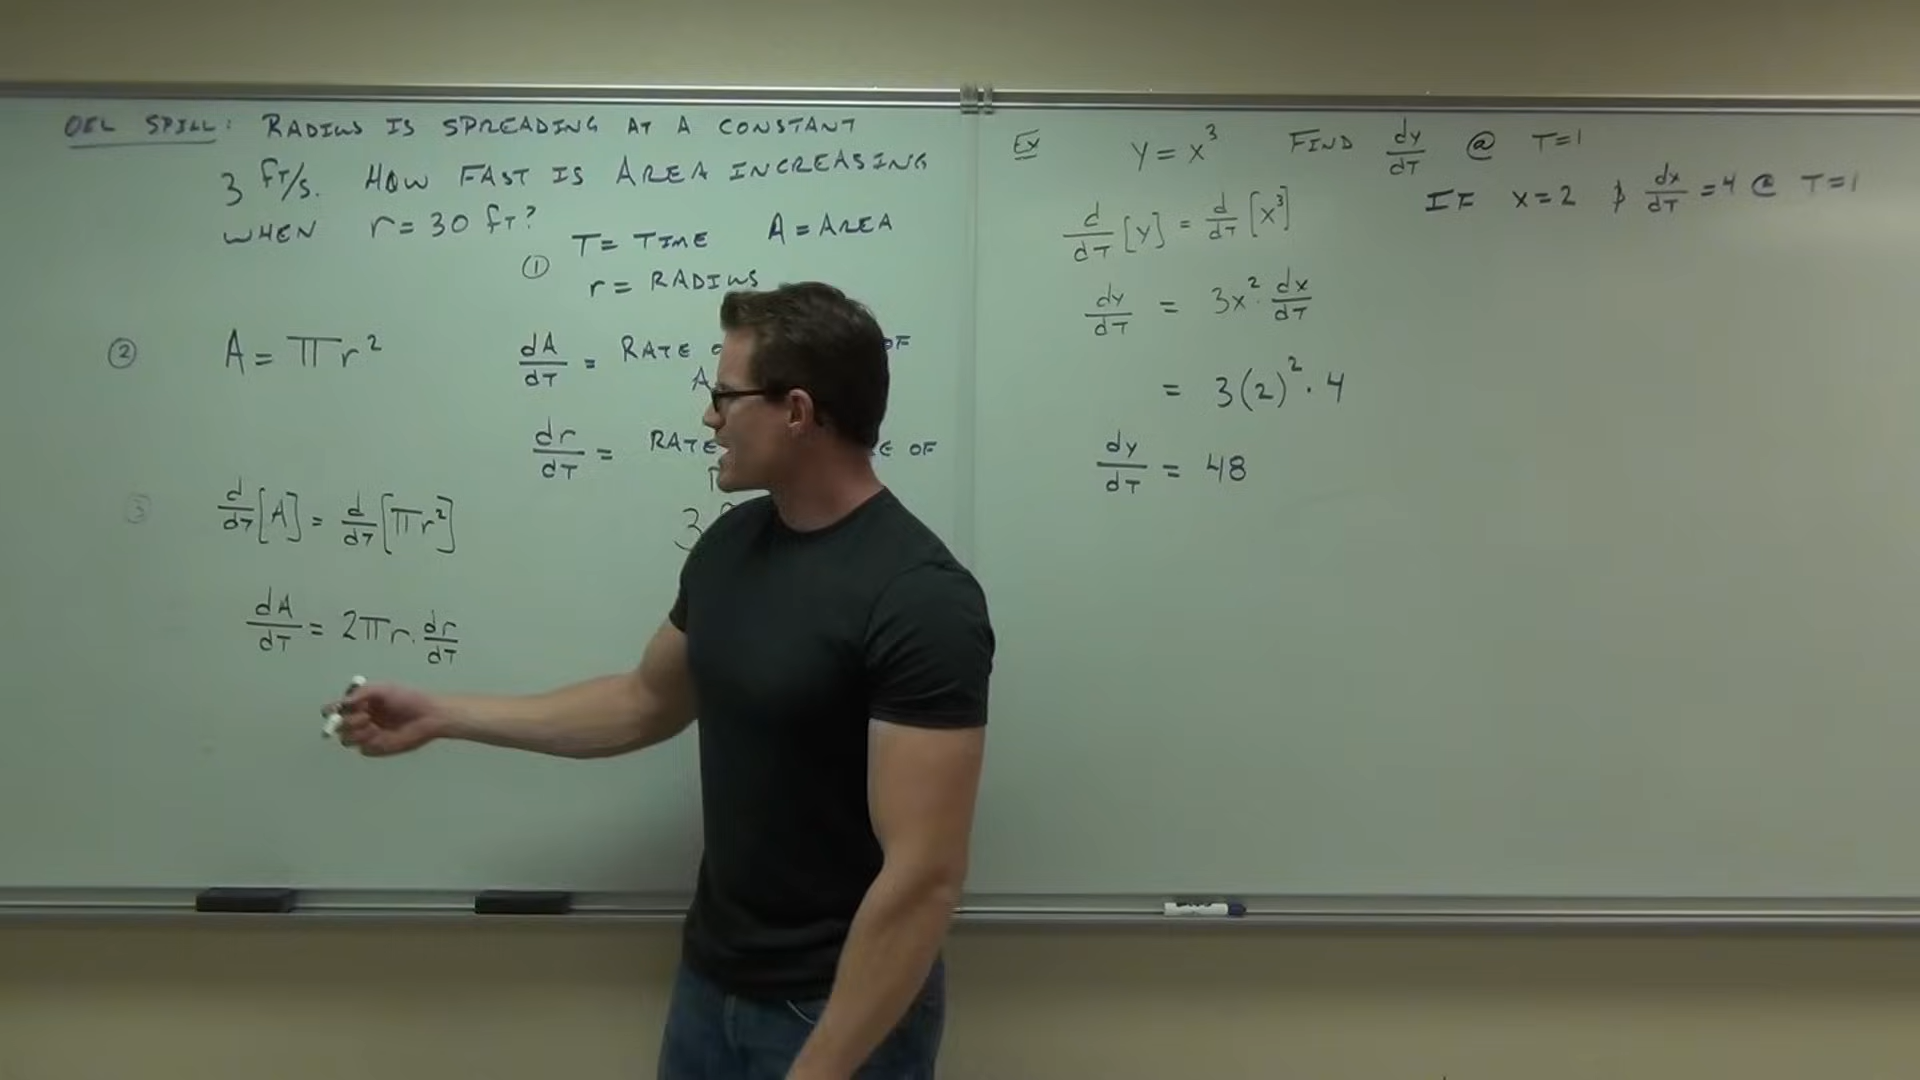 OIL SPILL: RADIUS IS SPREADING AT A CONSTANT
3 FT/S. HOW FAST IS AREA INCREASING
WHEN r = 30 FT?
① T = TIME A = AREA
r = RADIUS
② A = πr²
dA/dT = RATE OF
dr/dT = RATE OF
③ d/dT [A] = d/dT [πr²]
3
dA/dT = 2πr · dr/dT
Ex Y = X³ FIND dy/dT @ T=1
IF X=2 & dx/dT = 4 @ T=1
d/dT [Y] = d/dT [X³]
dy/dT = 3x² · dx/dT
= 3(2)² · 4
dy/dT = 48